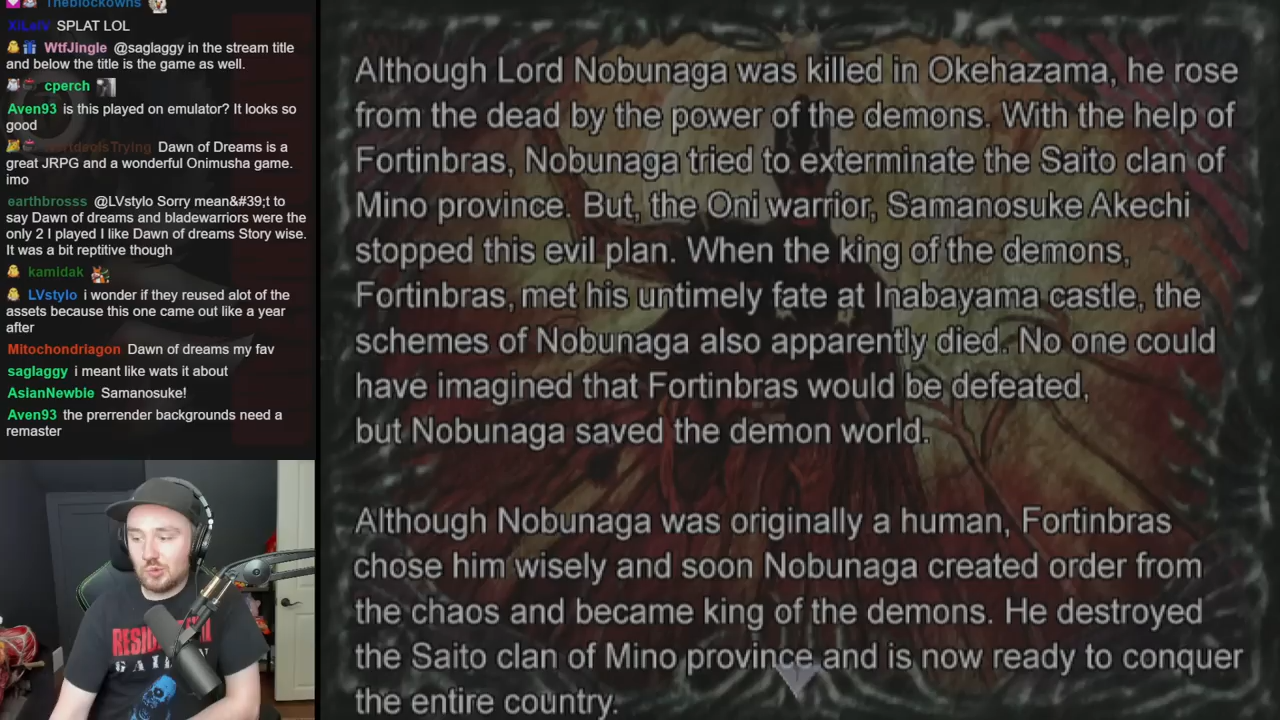 Theblockowns
XiLaiV SPLAT LOL
WtfJingle @saglaggy in the stream title
and below the title is the game as well.
cperch
Aven93 is this played on emulator? It looks so
good
Dawn of Dreams is a
great JRPG and a wonderful Onimusha game.
imo
earthbrosss @LVstylo Sorry mean&#39;t to
say Dawn of dreams and bladewarriors were the
only 2 I played I like Dawn of dreams Story wise.
It was a bit reptitive though
kamidak
LVstylo i wonder if they reused alot of the
assets because this one came out like a year
after
Mitochondriagon Dawn of dreams my fav
saglaggy i meant like wats it about
AsianNewbie Samanosuke!
Aven93 the prerrender backgrounds need a
remaster
Although Lord Nobunaga was killed in Okehazama, he rose
from the dead by the power of the demons. With the help of
Fortinbras, Nobunaga tried to exterminate the Saito clan of
Mino province. But, the Oni warrior, Samanosuke Akechi
stopped this evil plan. When the king of the demons,
Fortinbras, met his untimely fate at Inabayama castle, the
schemes of Nobunaga also apparently died. No one could
have imagined that Fortinbras would be defeated,
but Nobunaga saved the demon world.
Although Nobunaga was originally a human, Fortinbras
chose him wisely and soon Nobunaga created order from
the chaos and became king of the demons. He destroyed
the Saito clan of Mino province and is now ready to conquer
the entire country.